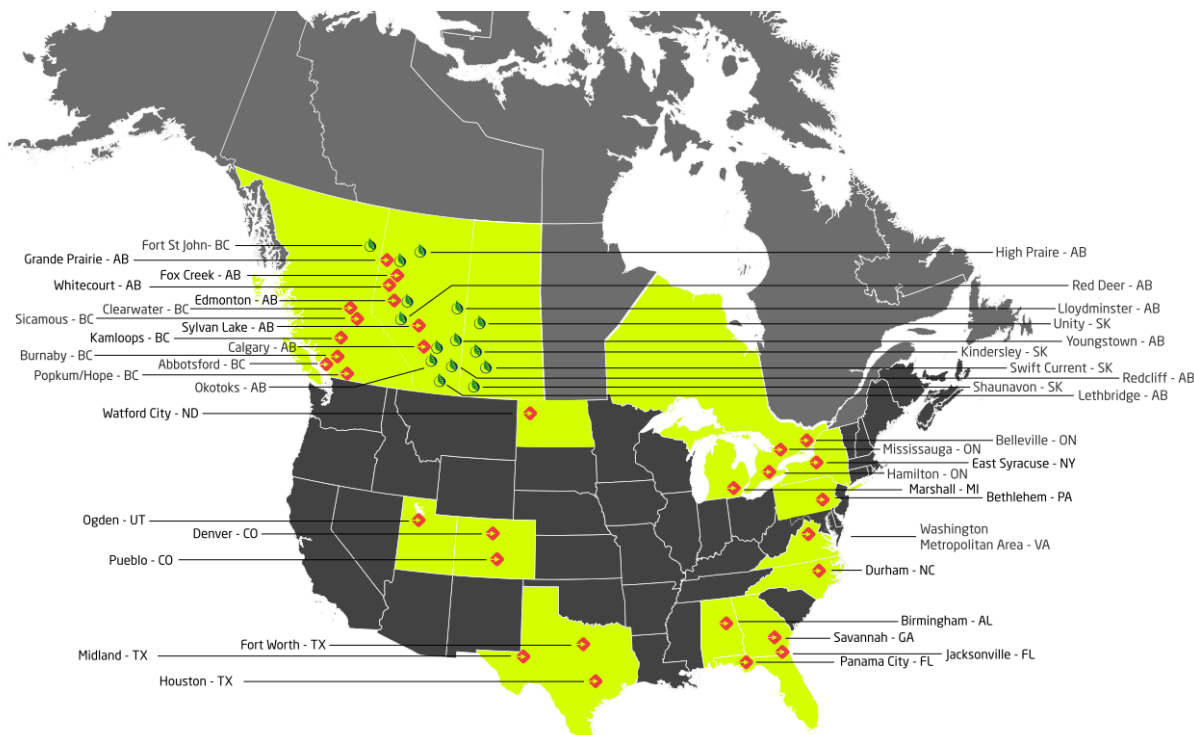 Fort St John- BC
Grande Prairie - AB
Fox Creek - AB
Whitecourt - AB
Edmonton - AB
Clearwater - BC
Sicamous - BC
Sylvan Lake - AB
Kamloops - BC
Calgary - AB
Burnaby - BC
Abbotsford - BC
Popkum/Hope - BC
Okotoks - AB
Watford City - ND
Ogden - UT
Denver - CO
Pueblo - CO
Fort Worth - TX
Midland - TX
Houston - TX
High Praire - AB
Red Deer - AB
Lloydminster - AB
Unity - SK
Youngstown - AB
Kindersley - SK
Swift Current - SK
Redcliff - AB
Shaunavon - SK
Lethbridge - AB
Belleville - ON
Mississauga - ON
East Syracuse - NY
Hamilton - ON
Marshall - MI
Bethlehem - PA
Washington
Metropolitan Area - VA
Durham - NC
Birmingham - AL
Savannah - GA
Jacksonville - FL
Panama City - FL